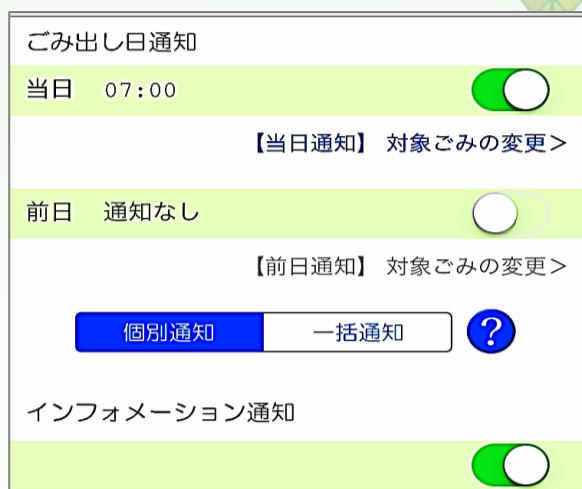 ごみ出し日通知
当日 07:00
【当日通知】 対象ごみの変更＞
前日 通知なし
【前日通知】 対象ごみの変更＞
個別通知 一括通知 ?
インフォメーション通知